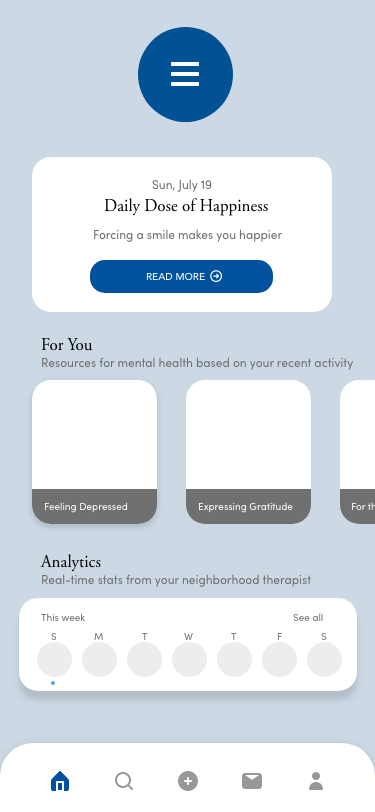 Sun, July 19
Daily Dose of Happiness
Forcing a smile makes you happier
READ MORE
For You
Resources for mental health based on your recent activity
Feeling Depressed
Expressing Gratitude
For th
Analytics
Real-time stats from your neighborhood therapist
This week
See all
S M T W T F S